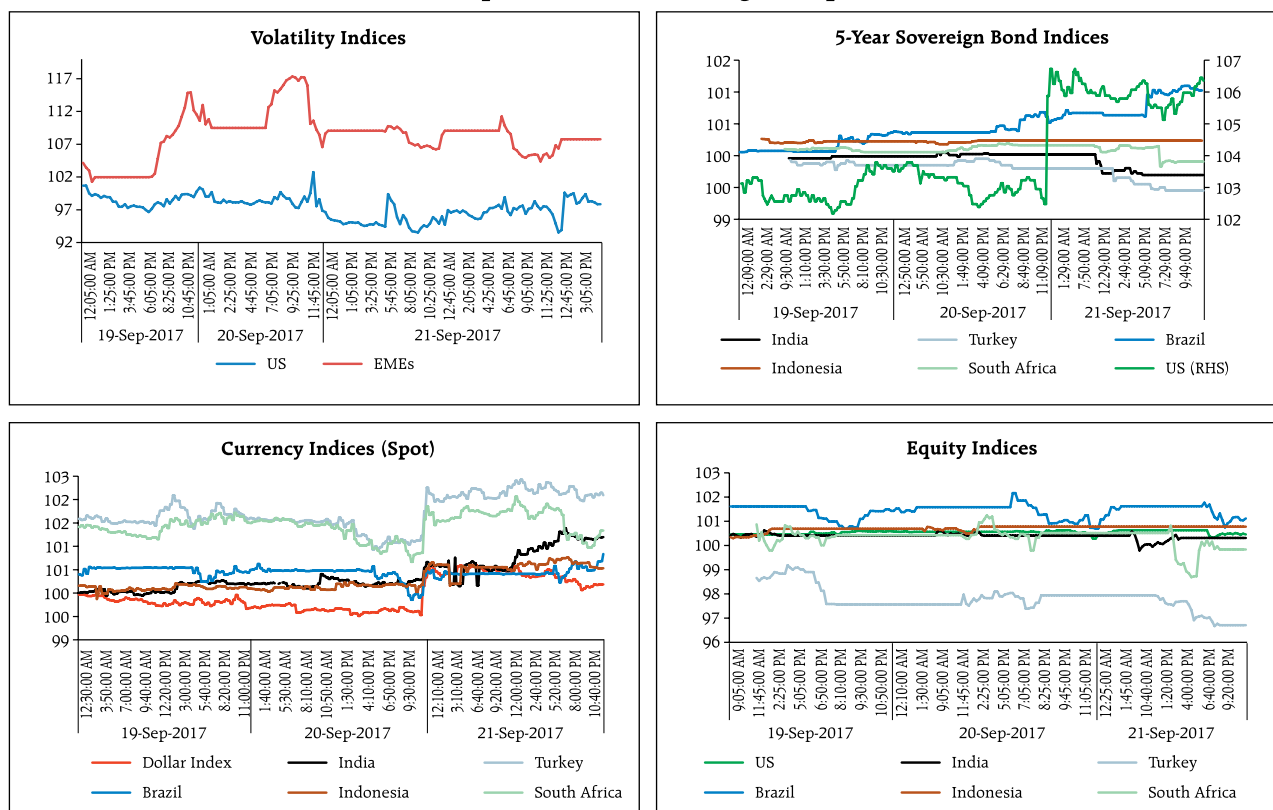 Volatility Indices
117
112
107
102
97
92
12:05:00 AM
1:25:00 PM
3:45:00 PM
6:05:00 PM
8:25:00 PM
10:45:00 PM
1:05:00 AM
2:25:00 PM
4:45:00 PM
7:05:00 PM
9:25:00 PM
11:45:00 PM
2:05:00 AM
12:05:00 AM
1:05:00 PM
3:25:00 PM
5:45:00 PM
8:05:00 PM
10:25:00 PM
12:45:00 AM
2:05:00 PM
4:25:00 PM
6:45:00 PM
9:05:00 PM
11:25:00 PM
12:45:00 PM
3:05:00 PM
19-Sep-2017
20-Sep-2017
21-Sep-2017
US
EMEs
5-Year Sovereign Bond Indices
102
101
101
100
100
99
107
106
105
104
103
102
12:09:00 AM
2:29:00 AM
9:30:00 AM
1:10:00 PM
3:30:00 PM
5:50:00 PM
8:10:00 PM
10:30:00 PM
12:50:00 AM
5:50:00 AM
10:30:00 AM
1:49:00 PM
4:09:00 PM
6:29:00 PM
8:49:00 PM
11:09:00 PM
1:29:00 AM
7:50:00 AM
12:29:00 PM
2:49:00 PM
5:09:00 PM
7:29:00 PM
9:49:00 PM
19-Sep-2017
20-Sep-2017
21-Sep-2017
India
Turkey
Brazil
Indonesia
South Africa
US (RHS)
Currency Indices (Spot)
103
102
102
101
101
100
100
99
12:30:00 AM
3:50:00 AM
7:00:00 AM
9:40:00 AM
12:20:00 PM
3:00:00 PM
5:40:00 PM
8:20:00 PM
11:00:00 PM
1:40:00 AM
5:30:00 AM
8:10:00 AM
10:50:00 AM
1:30:00 PM
4:10:00 PM
6:50:00 PM
9:30:00 PM
12:10:00 AM
3:10:00 AM
6:40:00 AM
9:20:00 AM
12:00:00 PM
2:40:00 PM
5:20:00 PM
8:00:00 PM
10:40:00 PM
19-Sep-2017
20-Sep-2017
21-Sep-2017
Dollar Index
India
Turkey
Brazil
Indonesia
South Africa
Equity Indices
103
102
101
100
99
98
97
96
9:05:00 AM
11:45:00 AM
2:25:00 PM
5:05:00 PM
6:50:00 PM
8:10:00 PM
9:30:00 PM
10:50:00 PM
12:10:00 AM
1:30:00 AM
9:05:00 AM
11:45:00 AM
2:25:00 PM
5:05:00 PM
7:05:00 PM
8:25:00 PM
9:45:00 PM
11:05:00 PM
12:25:00 AM
1:45:00 AM
10:40:00 AM
1:20:00 PM
4:00:00 PM
6:40:00 PM
9:20:00 PM
19-Sep-2017
20-Sep-2017
21-Sep-2017
US
India
Turkey
Brazil
Indonesia
South Africa